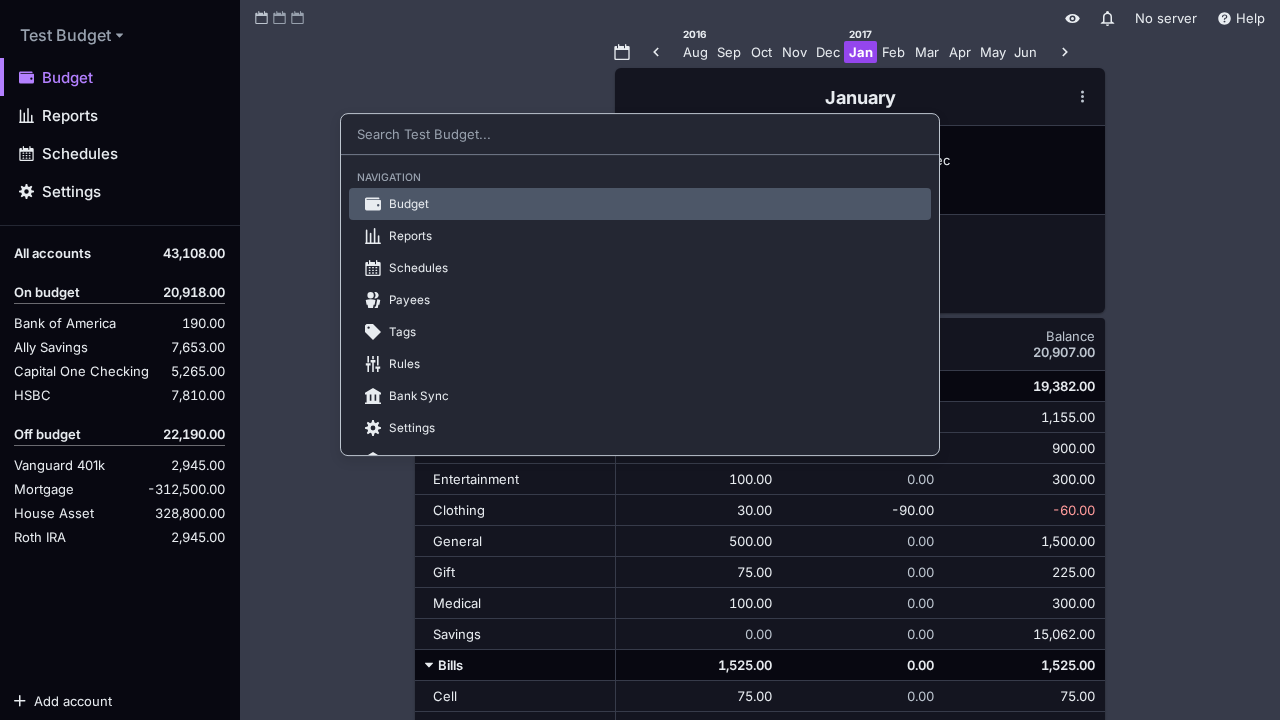 Test Budget
Budget
Reports
Schedules
Settings
All accounts 43,108.00
On budget 20,918.00
Bank of America 190.00
Ally Savings 7,653.00
Capital One Checking 5,265.00
HSBC 7,810.00
Off budget 22,190.00
Vanguard 401k 2,945.00
Mortgage -312,500.00
House Asset 328,800.00
Roth IRA 2,945.00
Add account
No server
Help
2016 2017
Aug Sep Oct Nov Dec Jan Feb Mar Apr May Jun
January
Search Test Budget...
NAVIGATION
Budget
Reports
Schedules
Payees
Tags
Rules
Bank Sync
Settings
Balance
20,907.00
19,382.00
1,155.00
900.00
Entertainment 100.00 0.00 300.00
Clothing 30.00 -90.00 -60.00
General 500.00 0.00 1,500.00
Gift 75.00 0.00 225.00
Medical 100.00 0.00 300.00
Savings 0.00 0.00 15,062.00
Bills 1,525.00 0.00 1,525.00
Cell 75.00 0.00 75.00